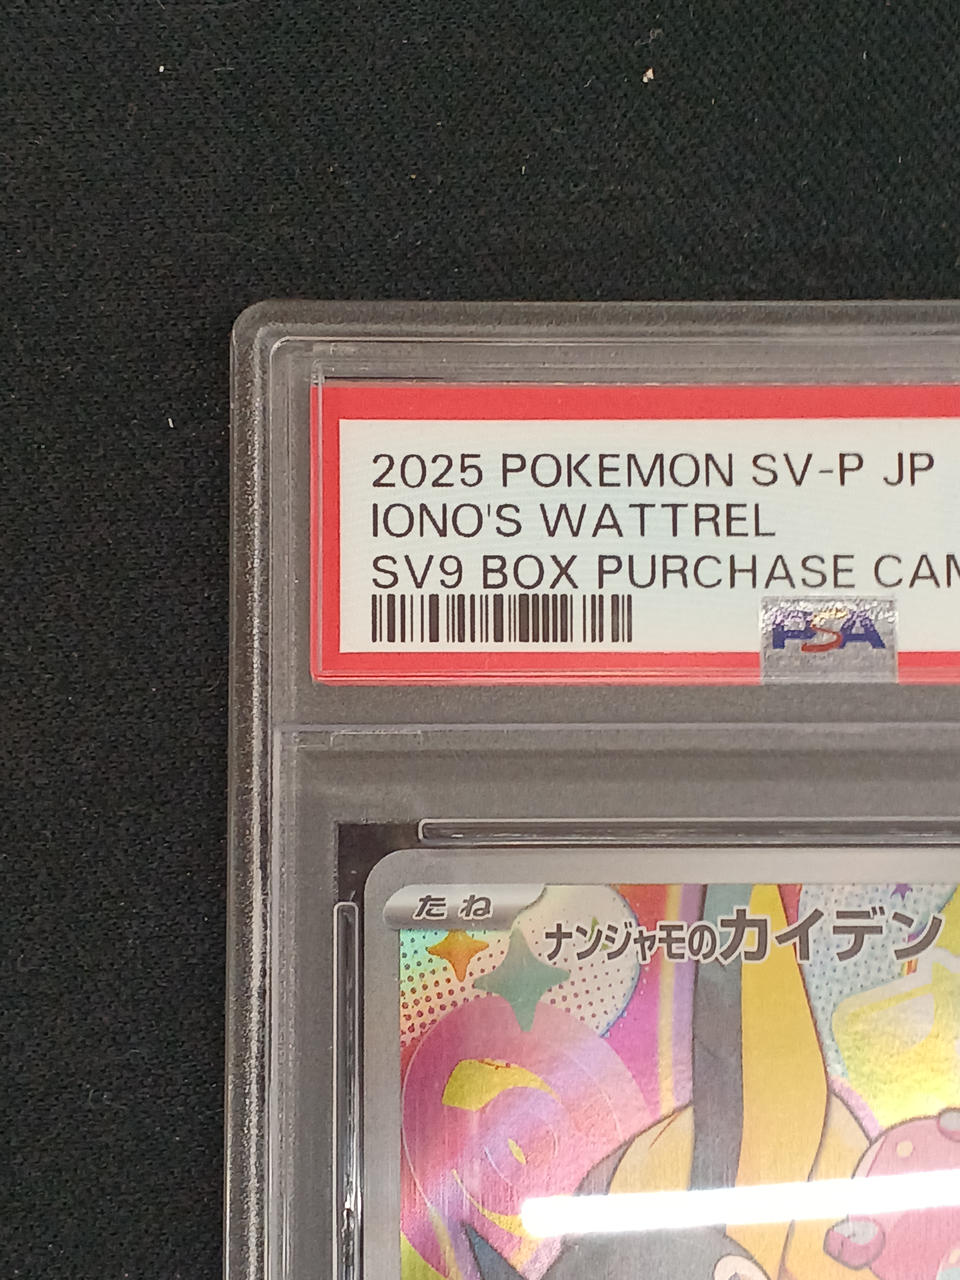 2025 POKEMON SV-P JP
IONO'S WATTREL
SV9 BOX PURCHASE CAM
PSA
たね
ナンジャモのカイデン